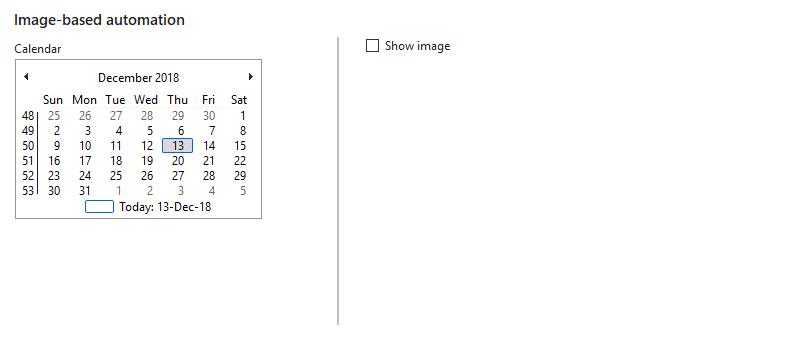 Image-based automation
Calendar
December 2018
Sun Mon Tue Wed Thu Fri Sat
48 25 26 27 28 29 30 1
49 2 3 4 5 6 7 8
50 9 10 11 12 13 14 15
51 16 17 18 19 20 21 22
52 23 24 25 26 27 28 29
53 30 31 1 2 3 4 5
Today: 13-Dec-18
Show image